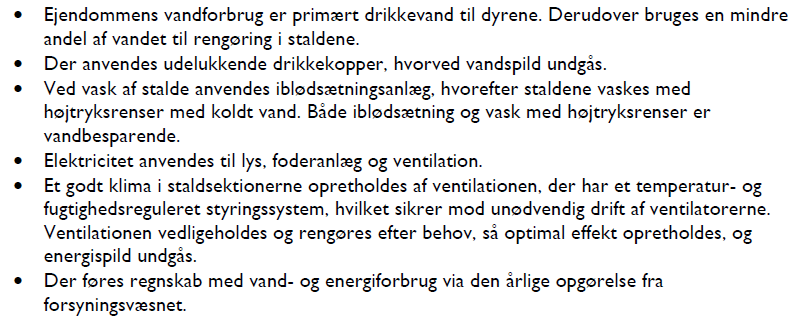 • Ejendommens vandforbrug er primært drikkevand til dyrene. Derudover bruges en mindre
andel af vandet til rengøring i staldene.
• Der anvendes udelukkende drikkekopper, hvorved vandspild undgås.
• Ved vask af stalde anvendes iblødsætningsanlæg, hvorefter staldene vaskes med
højtryksrenser med koldt vand. Både iblødsætning og vask med højtryksrenser er
vandbesparende.
• Elektricitet anvendes til lys, foderanlæg og ventilation.
• Et godt klima i staldsektionerne opretholdes af ventilationen, der har et temperatur- og
fugtighedsreguleret styringssystem, hvilket sikrer mod unødvendig drift af ventilatorerne.
Ventilationen vedligeholdes og rengøres efter behov, så optimal effekt opretholdes, og
energispild undgås.
• Der føres regnskab med vand- og energiforbrug via den årlige opgørelse fra
forsyningsvæsnet.